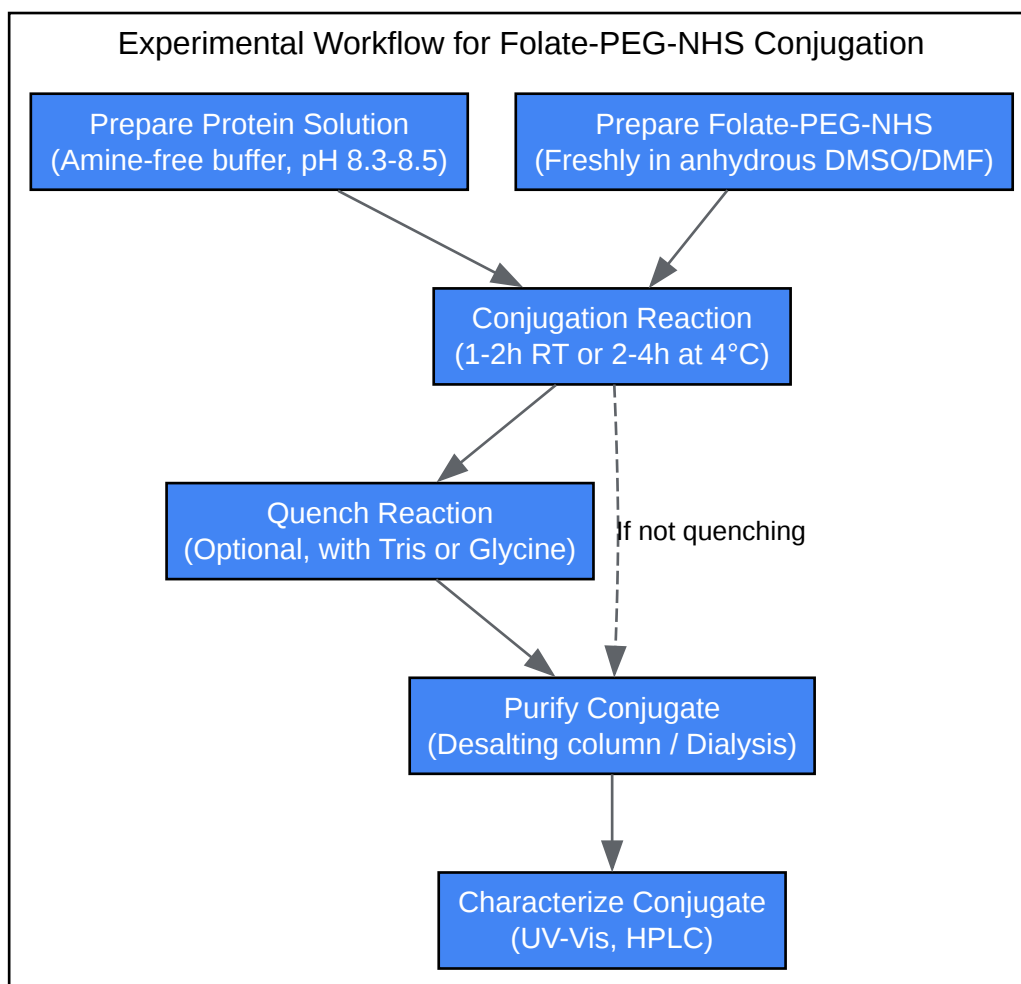 Experimental Workflow for Folate-PEG-NHS Conjugation
Prepare Protein Solution
(Amine-free buffer, pH 8.3-8.5)
Prepare Folate-PEG-NHS
(Freshly in anhydrous DMSO/DMF)
Conjugation Reaction
(1-2h RT or 2-4h at 4°C)
Quench Reaction
(Optional, with Tris or Glycine)
If not quenching
Purify Conjugate
(Desalting column / Dialysis)
Characterize Conjugate
(UV-Vis, HPLC)